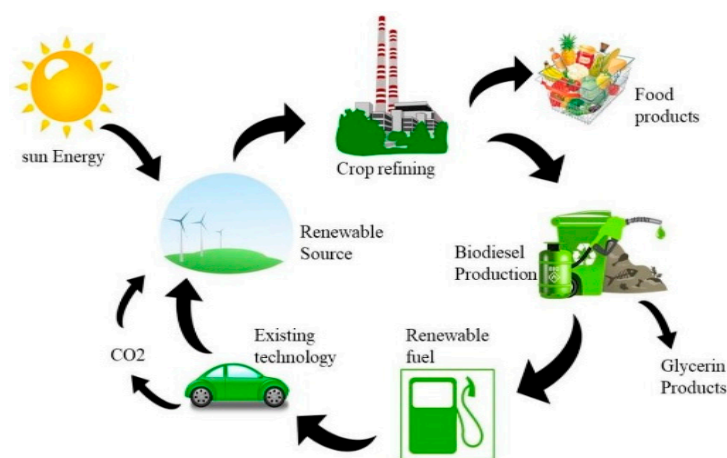 sun Energy
Crop refining
Food
products
Renewable
Source
Biodiesel
Production
Existing
technology
Renewable
fuel
CO2
Glycerin
Products